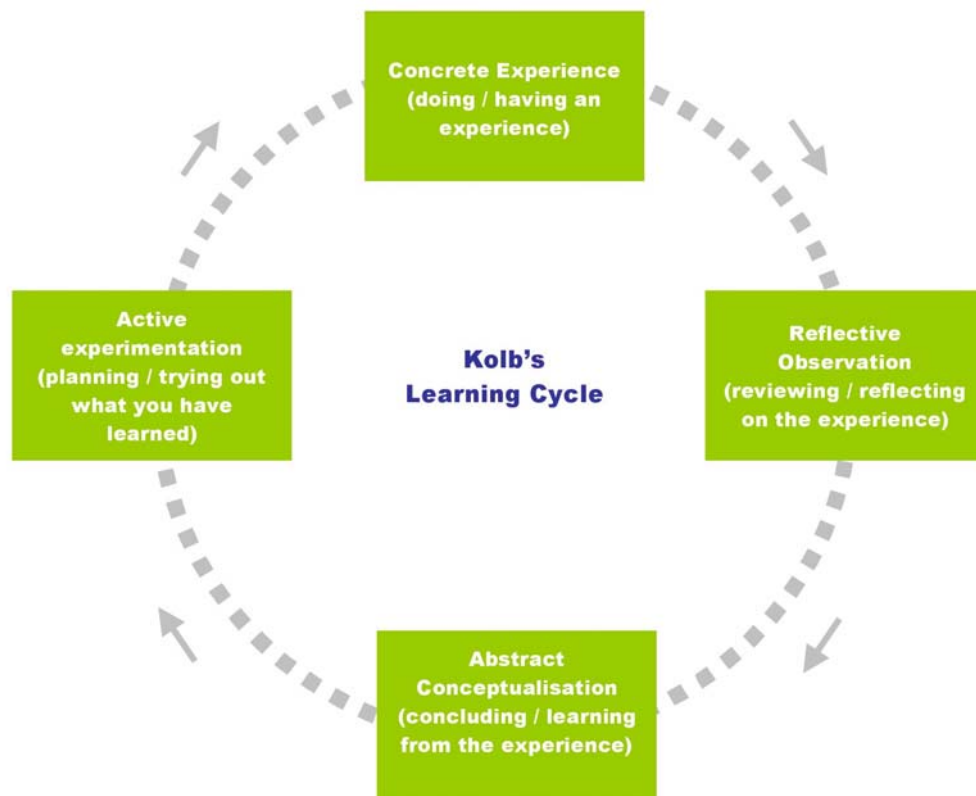 Concrete Experience
(doing / having an
experience)
Active
experimentation
(planning / trying out
what you have
learned)
Kolb's
Learning Cycle
Reflective
Observation
(reviewing / reflecting
on the experience)
Abstract
Conceptualisation
(concluding / learning
from the experience)